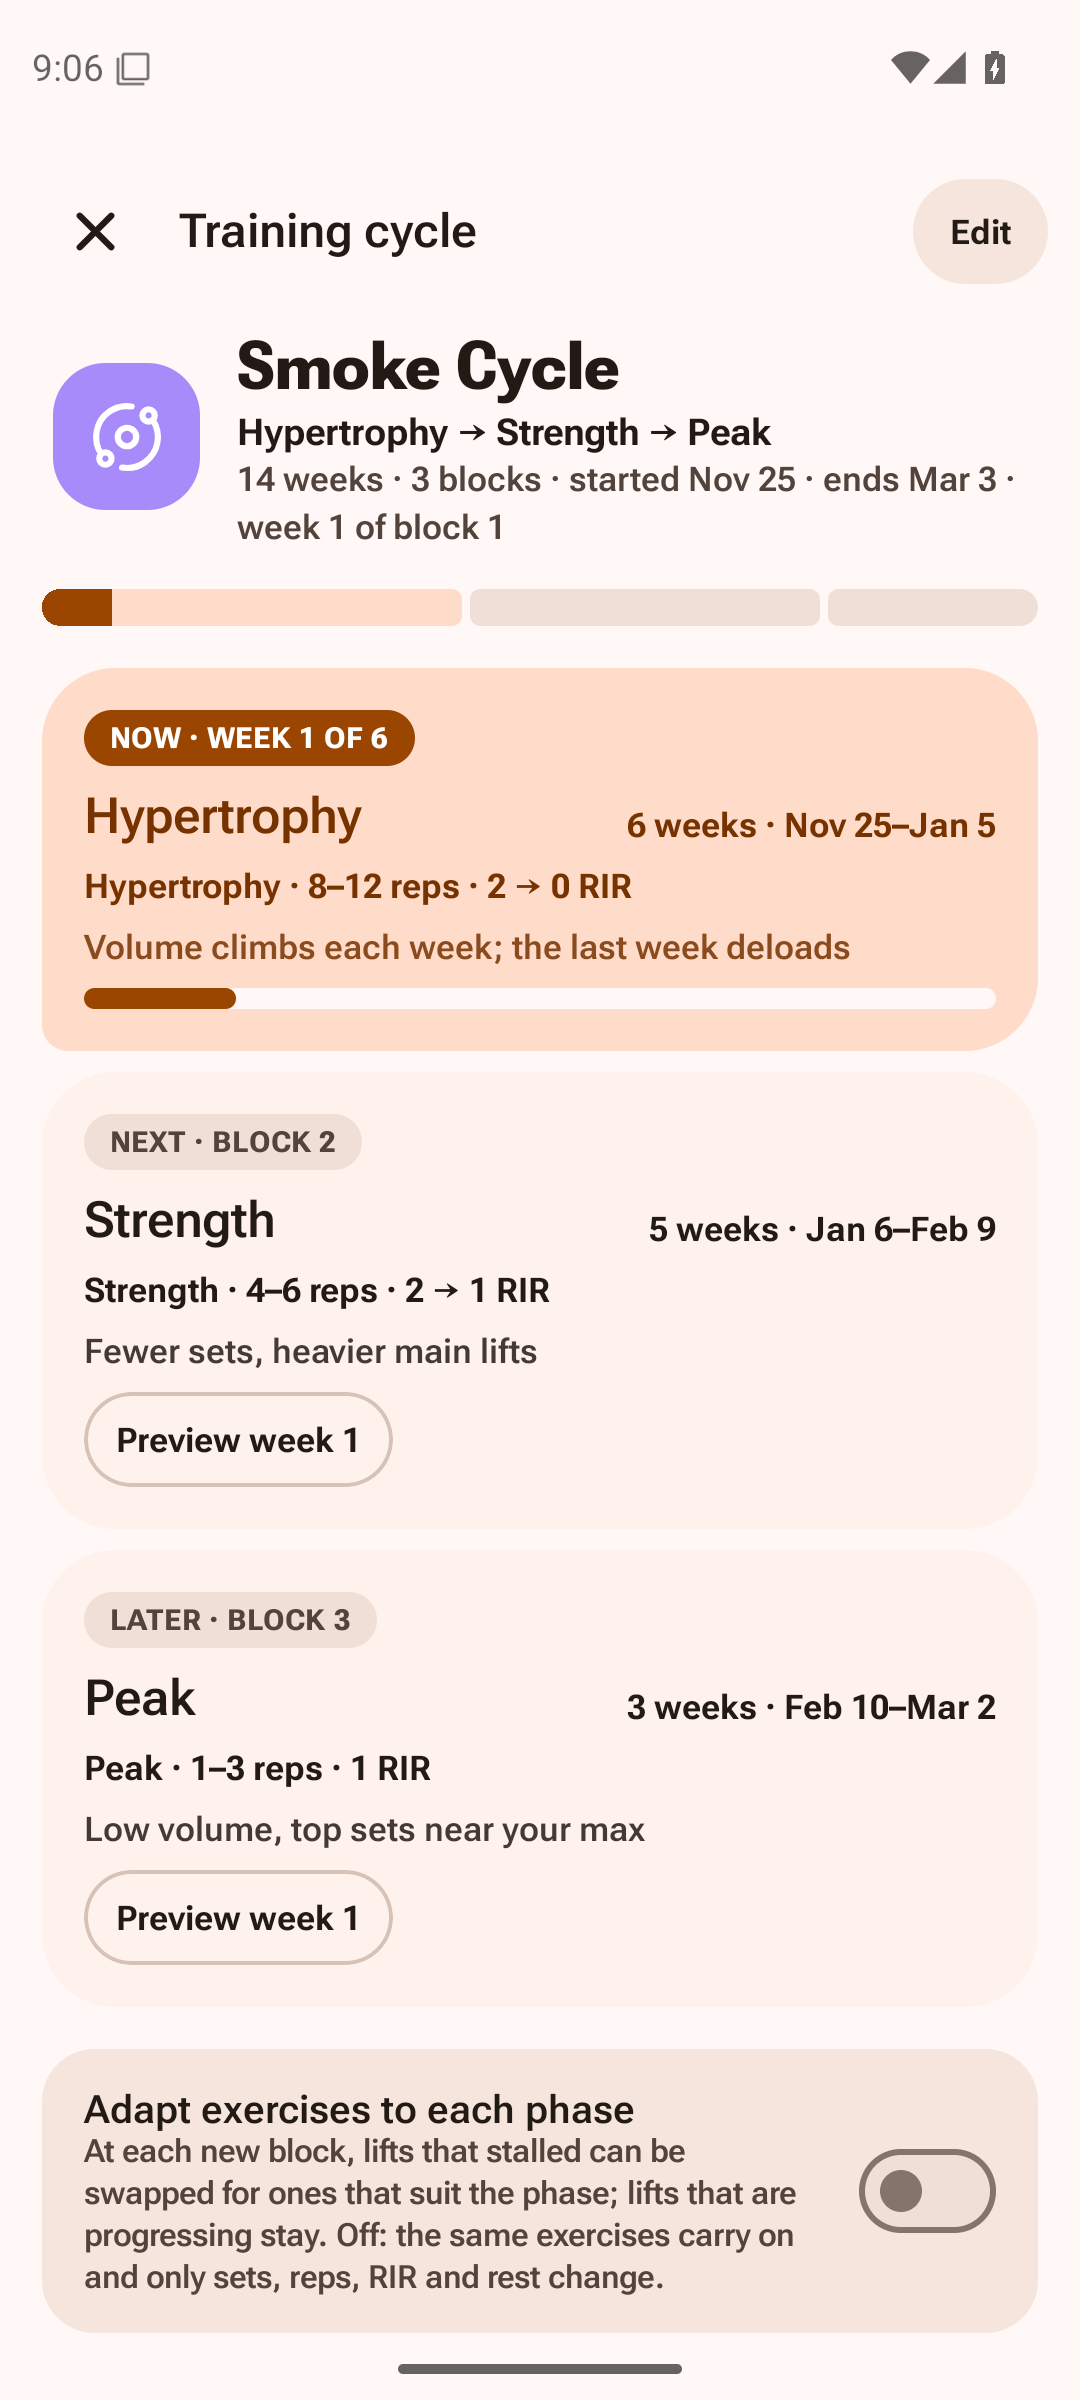 9:06
Training cycle
Edit
Smoke Cycle
Hypertrophy → Strength → Peak
14 weeks · 3 blocks · started Nov 25 · ends Mar 3 ·
week 1 of block 1
NOW · WEEK 1 OF 6
Hypertrophy
6 weeks · Nov 25–Jan 5
Hypertrophy · 8–12 reps · 2 → 0 RIR
Volume climbs each week; the last week deloads
NEXT · BLOCK 2
Strength
5 weeks · Jan 6–Feb 9
Strength · 4–6 reps · 2 → 1 RIR
Fewer sets, heavier main lifts
Preview week 1
LATER · BLOCK 3
Peak
3 weeks · Feb 10–Mar 2
Peak · 1–3 reps · 1 RIR
Low volume, top sets near your max
Preview week 1
Adapt exercises to each phase
At each new block, lifts that stalled can be
swapped for ones that suit the phase; lifts that are
progressing stay. Off: the same exercises carry on
and only sets, reps, RIR and rest change.